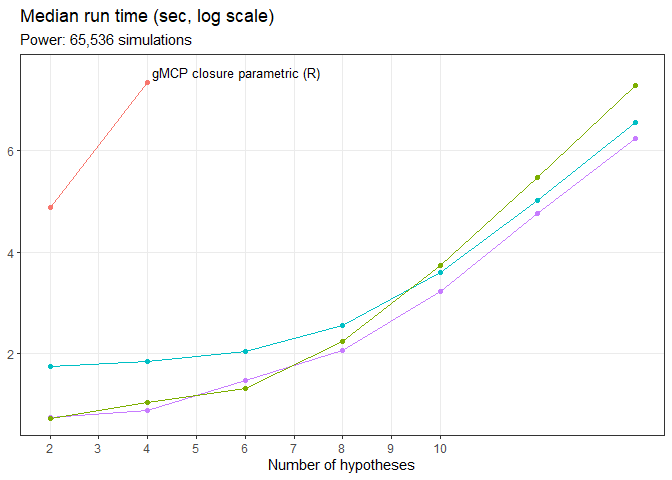 Median run time (sec, log scale)
Power: 65,536 simulations
gMCP closure parametric (R)
6
4
2
2 3 4 5 6 7 8 9 10
Number of hypotheses